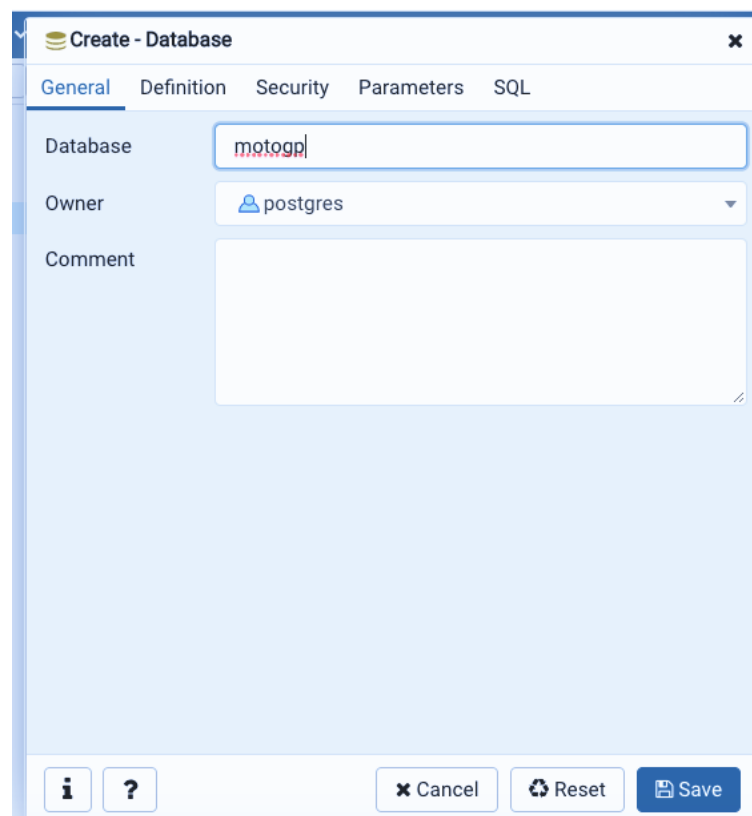 Create - Database
General Definition Security Parameters SQL
Database motogp
Owner postgres
Comment
i ? Cancel Reset Save